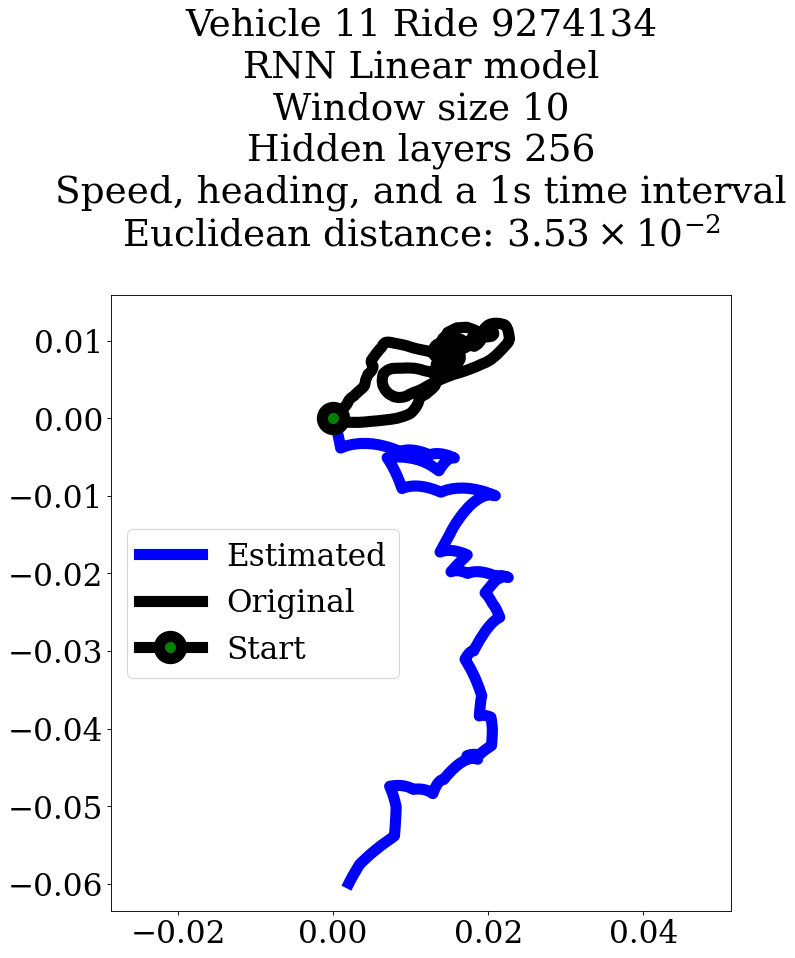 Vehicle 11 Ride 9274134
RNN Linear model
Window size 10
Hidden layers 256
Speed, heading, and a 1s time interval
Euclidean distance: 3.53 × 10⁻²
0.01
0.00
−0.01
−0.02
−0.03
−0.04
−0.05
−0.06
Estimated
Original
Start
−0.02 0.00 0.02 0.04